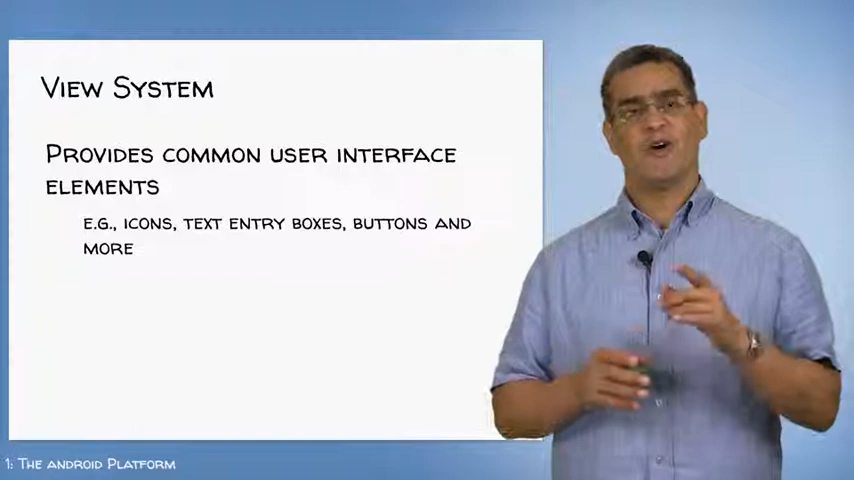 View System
Provides common user interface
elements
e.g., icons, text entry boxes, buttons and
more
1: The android Platform